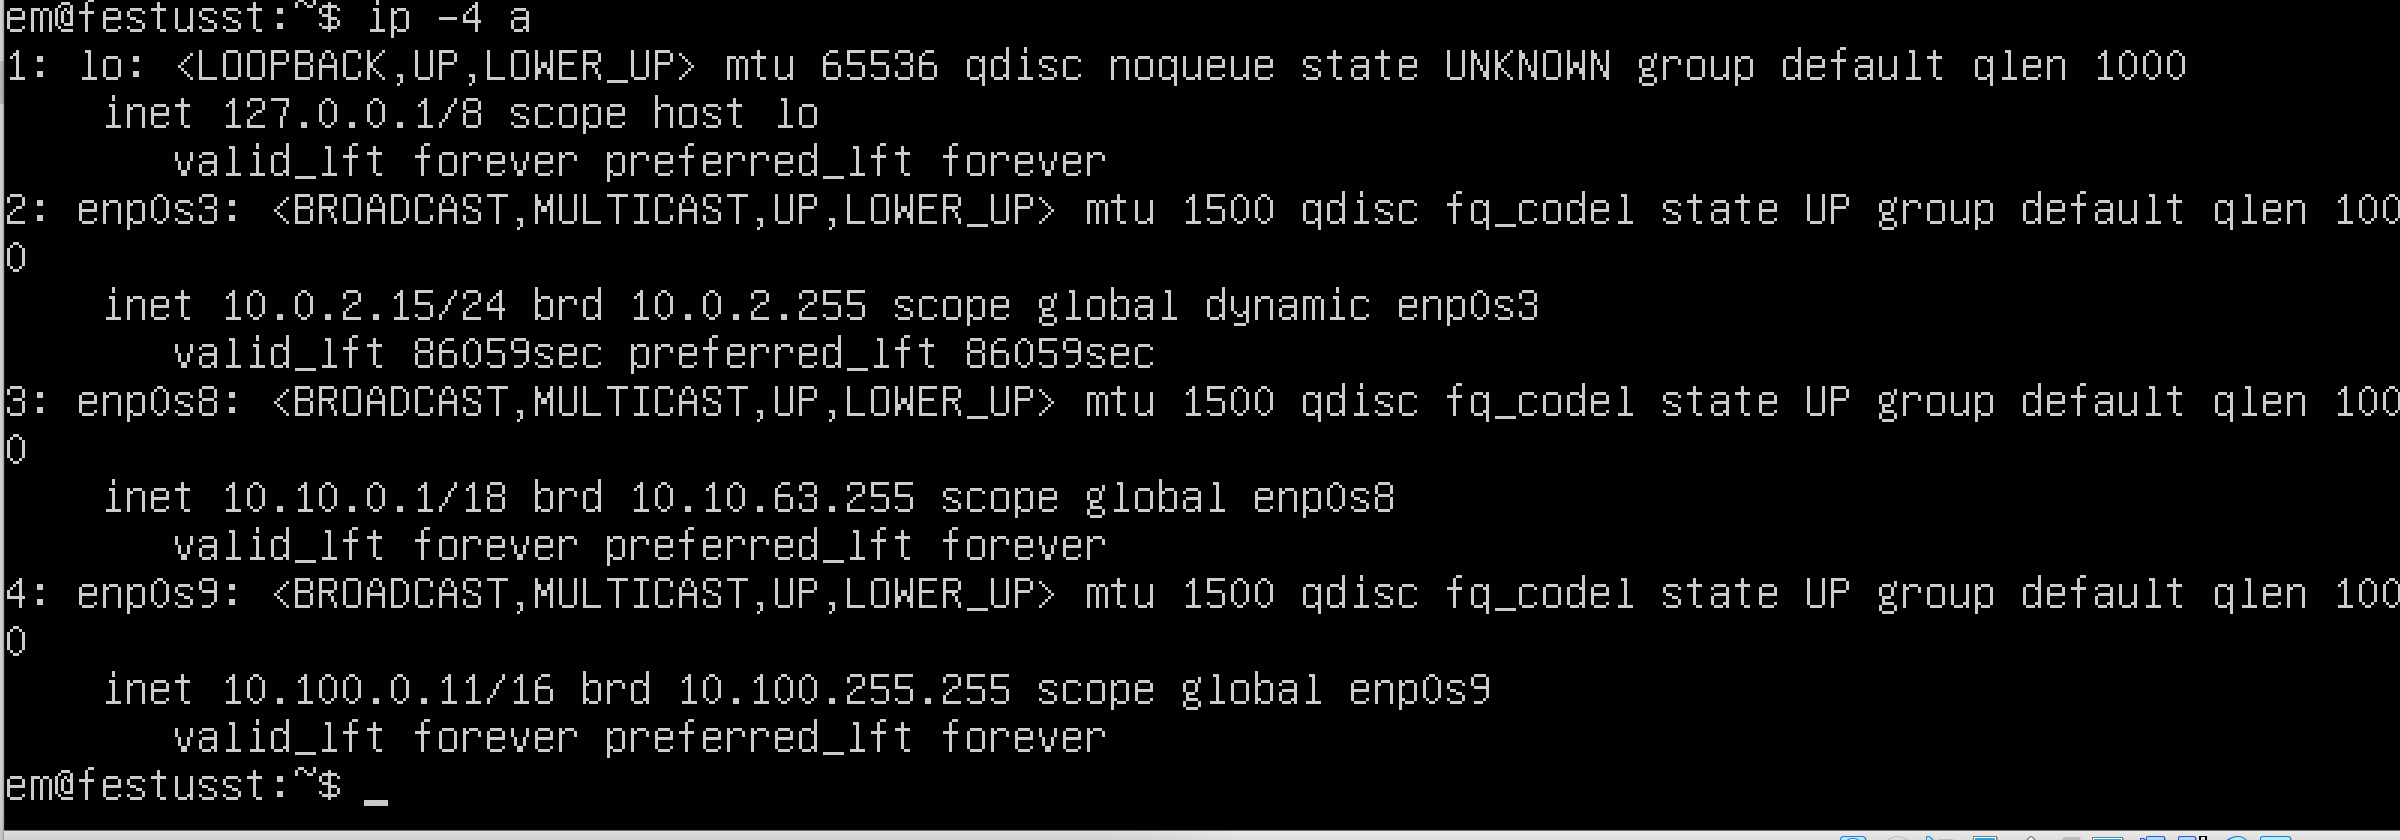 em@festusst:~$ ip -4 a
1: lo: <LOOPBACK,UP,LOWER_UP> mtu 65536 qdisc noqueue state UNKNOWN group default qlen 1000
    inet 127.0.0.1/8 scope host lo
       valid_lft forever preferred_lft forever
2: enp0s3: <BROADCAST,MULTICAST,UP,LOWER_UP> mtu 1500 qdisc fq_codel state UP group default qlen 100
0
    inet 10.0.2.15/24 brd 10.0.2.255 scope global dynamic enp0s3
       valid_lft 86059sec preferred_lft 86059sec
3: enp0s8: <BROADCAST,MULTICAST,UP,LOWER_UP> mtu 1500 qdisc fq_codel state UP group default qlen 100
0
    inet 10.10.0.1/18 brd 10.10.63.255 scope global enp0s8
       valid_lft forever preferred_lft forever
4: enp0s9: <BROADCAST,MULTICAST,UP,LOWER_UP> mtu 1500 qdisc fq_codel state UP group default qlen 100
0
    inet 10.100.0.11/16 brd 10.100.255.255 scope global enp0s9
       valid_lft forever preferred_lft forever
em@festusst:~$ _